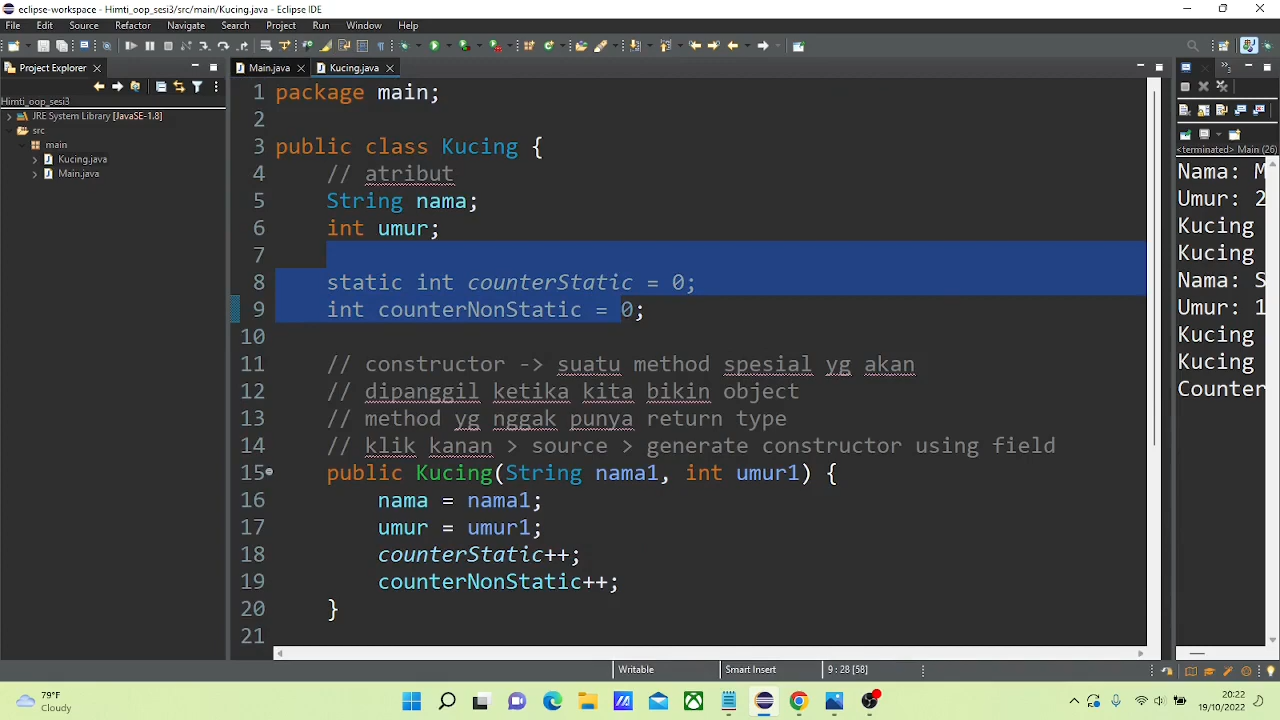 eclipse-workspace - Himti_oop_sesi3/src/main/Kucing.java - Eclipse IDE
File Edit Source Refactor Navigate Search Project Run Window Help
Project Explorer
Main.java
Kucing.java
Himti_oop_sesi3
JRE System Library [JavaSE-1.8]
src
main
Kucing.java
Main.java
1 package main;
2
3 public class Kucing {
4 // atribut
5 String nama;
6 int umur;
7
8 static int counterStatic = 0;
9 int counterNonStatic = 0;
10
11 // constructor -> suatu method spesial yg akan
12 // dipanggil ketika kita bikin object
13 // method yg nggak punya return type
14 // klik kanan > source > generate constructor using field
15 public Kucing(String nama1, int umur1) {
16 nama = nama1;
17 umur = umur1;
18 counterStatic++;
19 counterNonStatic++;
20 }
21
<terminated> Main (26)
Nama: M
Umur: 2
Kucing
Kucing
Nama: S
Umur: 1
Kucing
Kucing
Counter
Writable
Smart Insert
9 : 28 [58]
79°F
Cloudy
20:22
19/10/2022